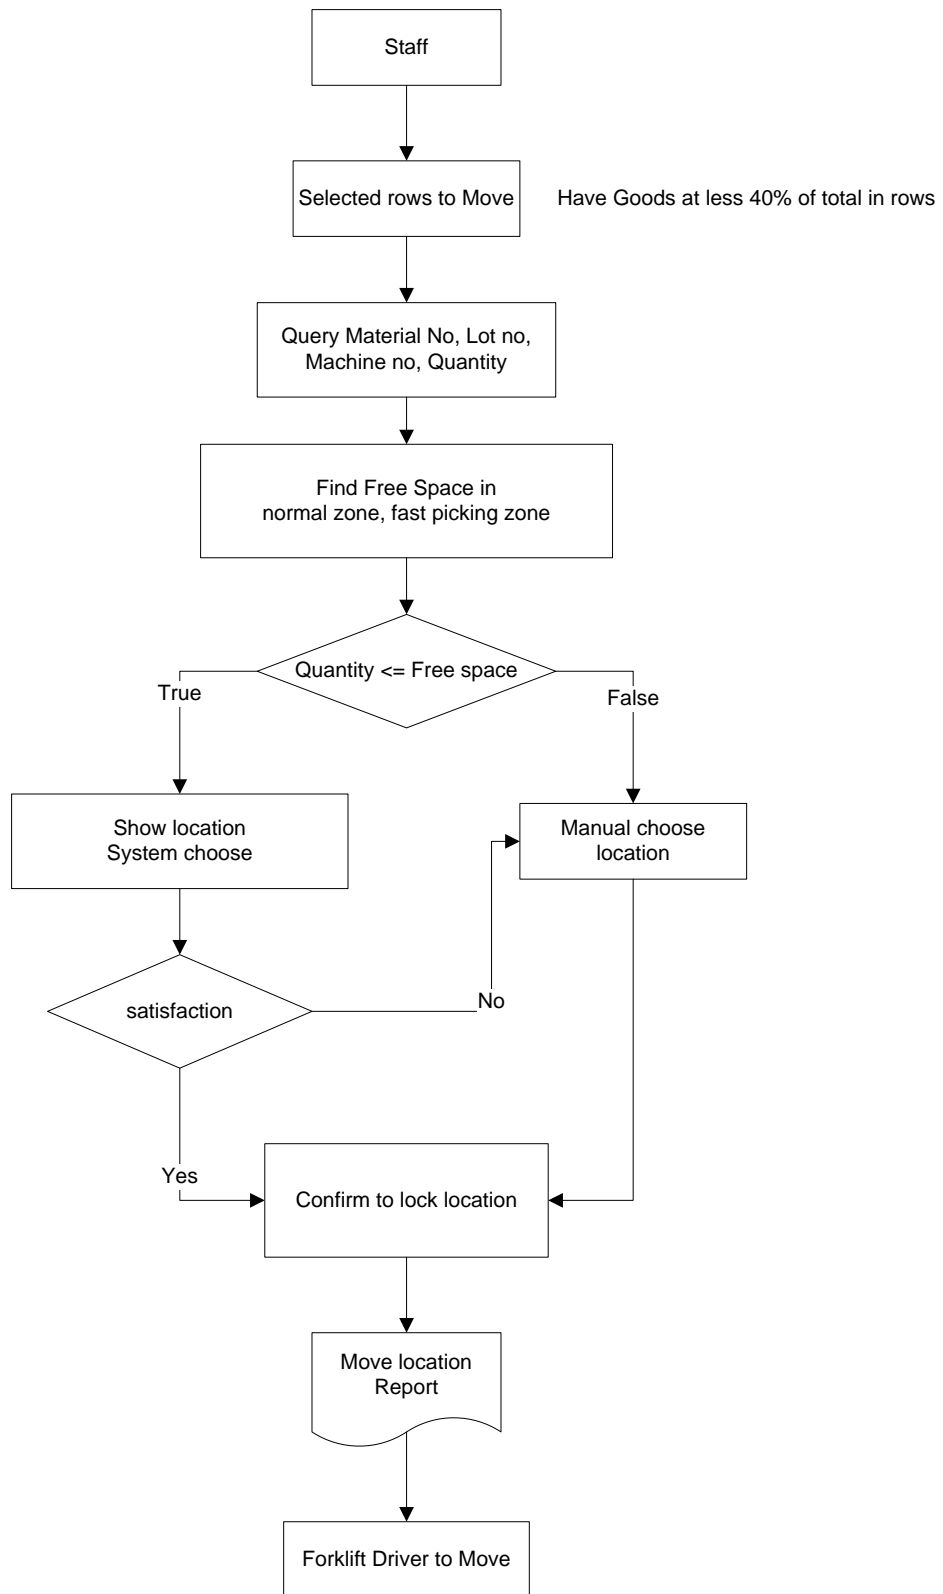 Staff
Selected rows to Move
Have Goods at less 40% of total in rows
Query Material No, Lot no,
Machine no, Quantity
Find Free Space in
normal zone, fast picking zone
Quantity <= Free space
True
False
Show location
System choose
Manual choose
location
satisfaction
No
Yes
Confirm to lock location
Move location
Report
Forklift Driver to Move